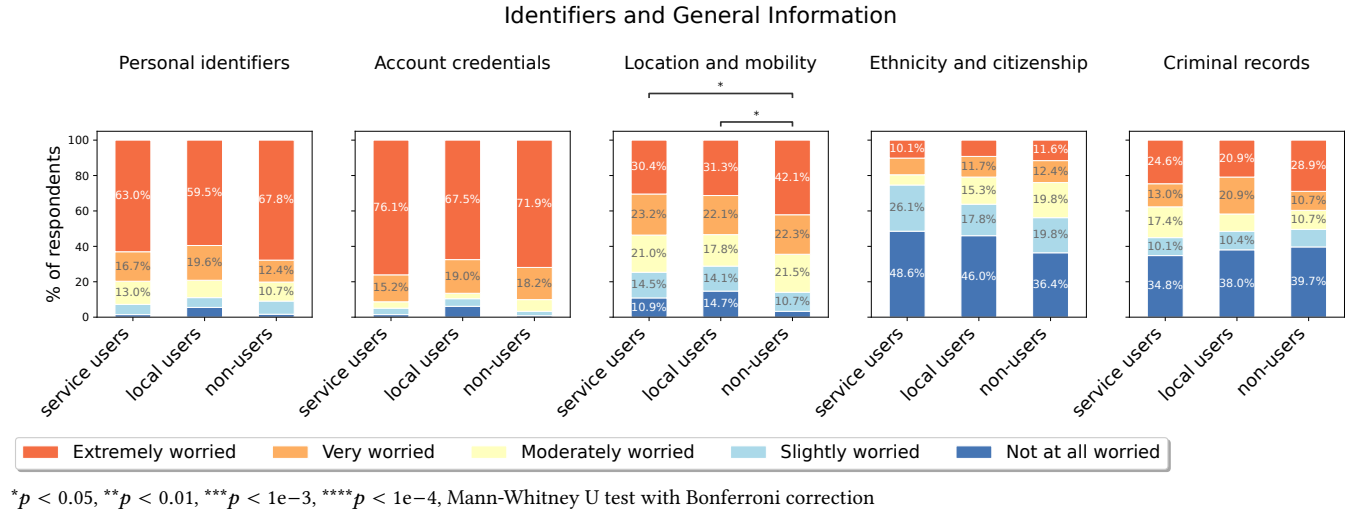 Identifiers and General Information
Personal identifiers
Account credentials
Location and mobility
Ethnicity and citizenship
Criminal records
*
*
% of respondents
100
80
60
40
20
0
63.0%
16.7%
13.0%
59.5%
19.6%
67.8%
12.4%
10.7%
76.1%
15.2%
67.5%
19.0%
71.9%
18.2%
30.4%
23.2%
21.0%
14.5%
10.9%
31.3%
22.1%
17.8%
14.1%
14.7%
42.1%
22.3%
21.5%
10.7%
10.1%
26.1%
48.6%
11.7%
15.3%
17.8%
46.0%
11.6%
12.4%
19.8%
19.8%
36.4%
24.6%
13.0%
17.4%
10.1%
34.8%
20.9%
20.9%
10.4%
38.0%
28.9%
10.7%
10.7%
39.7%
service users
local users
non-users
service users
local users
non-users
service users
local users
non-users
service users
local users
non-users
service users
local users
non-users
Extremely worried
Very worried
Moderately worried
Slightly worried
Not at all worried
*p < 0.05, **p < 0.01, ***p < 1e−3, ****p < 1e−4, Mann-Whitney U test with Bonferroni correction